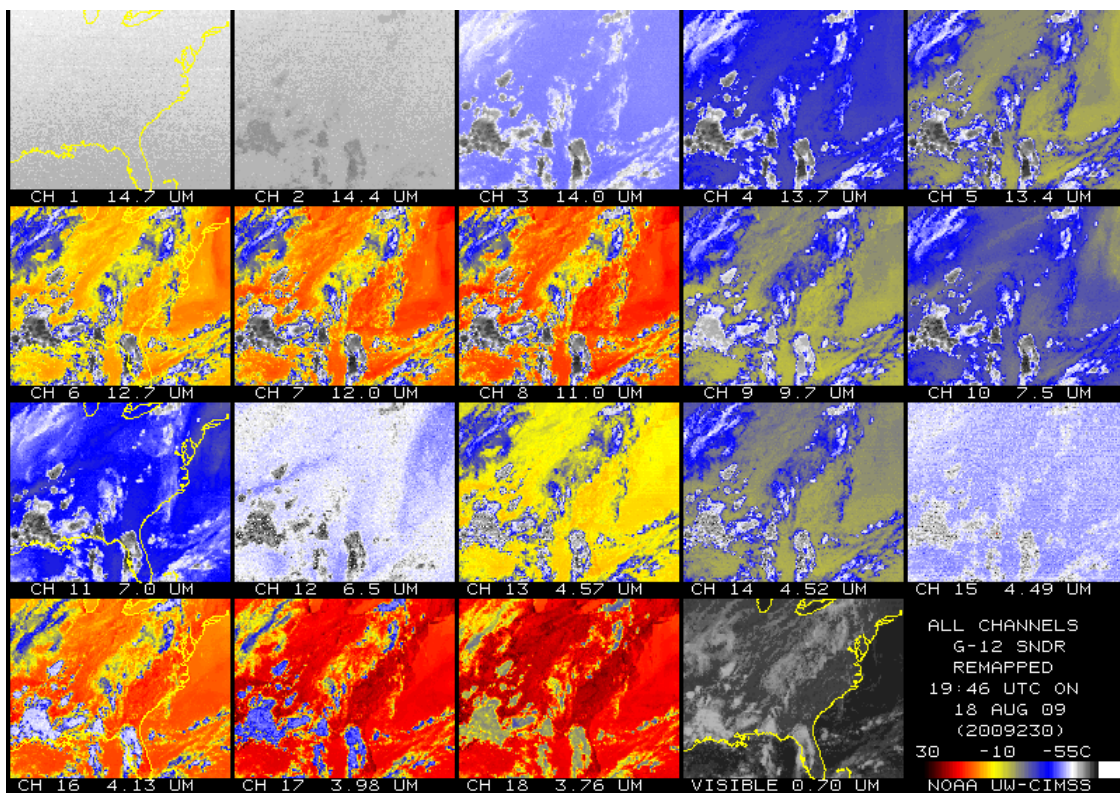 CH 1 14.7 UM
CH 2 14.4 UM
CH 3 14.0 UM
CH 4 13.7 UM
CH 5 13.4 UM
CH 6 12.7 UM
CH 7 12.0 UM
CH 8 11.0 UM
CH 9 9.7 UM
CH 10 7.5 UM
CH 11 7.0 UM
CH 12 6.5 UM
CH 13 4.57 UM
CH 14 4.52 UM
CH 15 4.49 UM
CH 16 4.13 UM
CH 17 3.98 UM
CH 18 3.76 UM
VISIBLE 0.70 UM
ALL CHANNELS
G-12 SNDR
REMAPPED
19:46 UTC ON
18 AUG 09
(2009230)
30 -10 -55C
NOAA UW-CIMSS